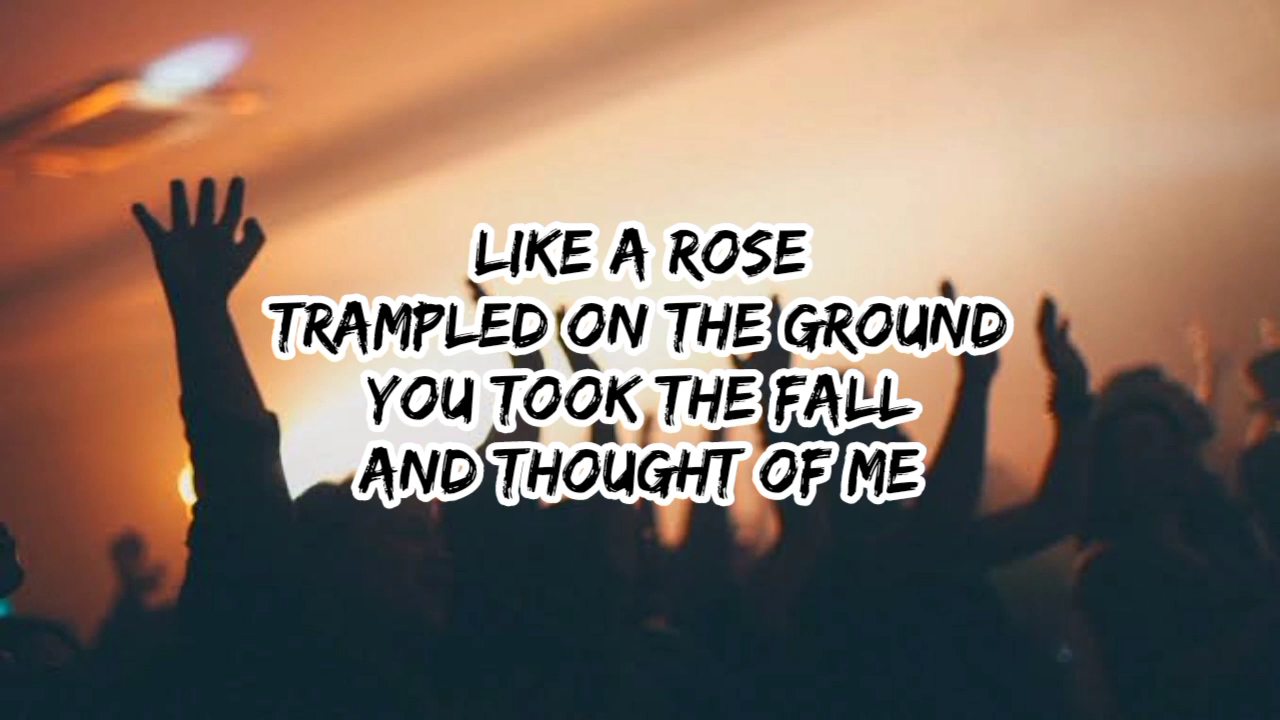 LIKE A ROSE
TRAMPLED ON THE GROUND
YOU TOOK THE FALL
AND THOUGHT OF ME